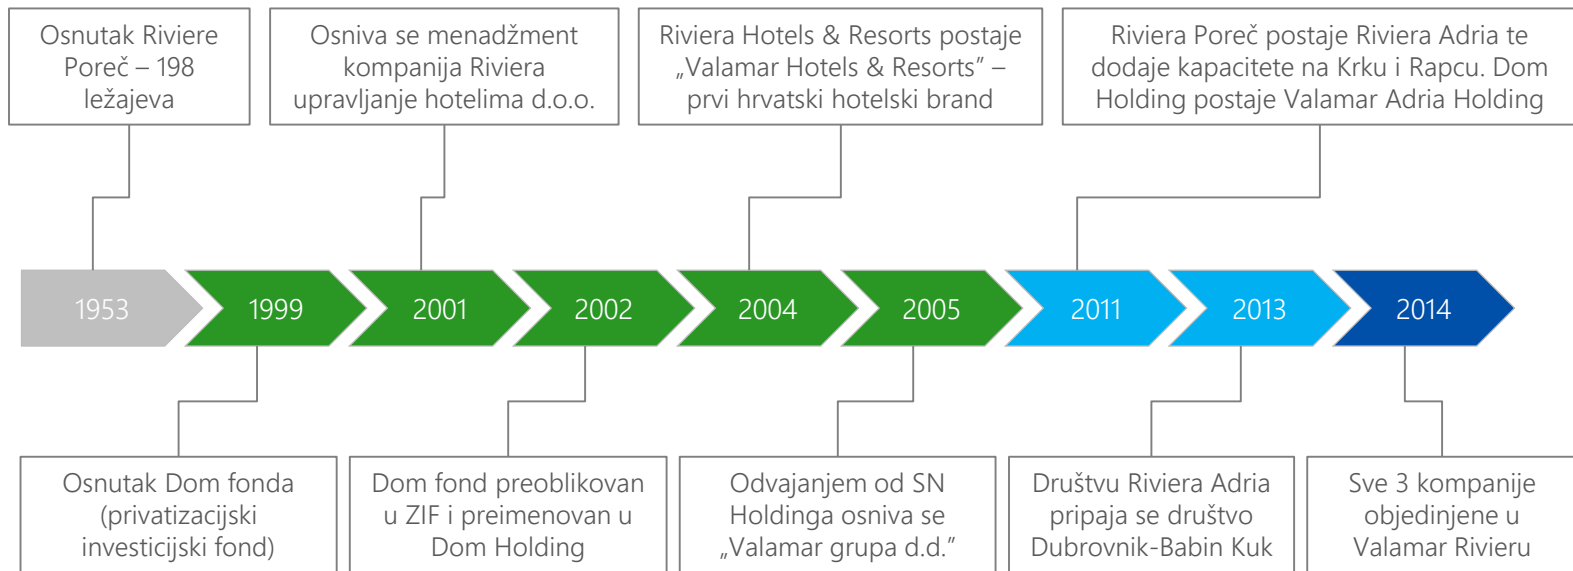 Osnutak Riviere
Poreč – 198
ležajeva
Osniva se menadžment
kompanija Riviera
upravljanje hotelima d.o.o.
Riviera Hotels & Resorts postaje
„Valamar Hotels & Resorts” –
prvi hrvatski hotelski brand
Riviera Poreč postaje Riviera Adria te
dodaje kapacitete na Krku i Rapcu. Dom
Holding postaje Valamar Adria Holding
1953
1999
2001
2002
2004
2005
2011
2013
2014
Osnutak Dom fonda
(privatizacijski
investicijski fond)
Dom fond preoblikovan
u ZIF i preimenovan u
Dom Holding
Odvajanjem od SN
Holdinga osniva se
„Valamar grupa d.d.”
Društvu Riviera Adria
pripaja se društvo
Dubrovnik-Babin Kuk
Sve 3 kompanije
objedinjene u
Valamar Rivieru